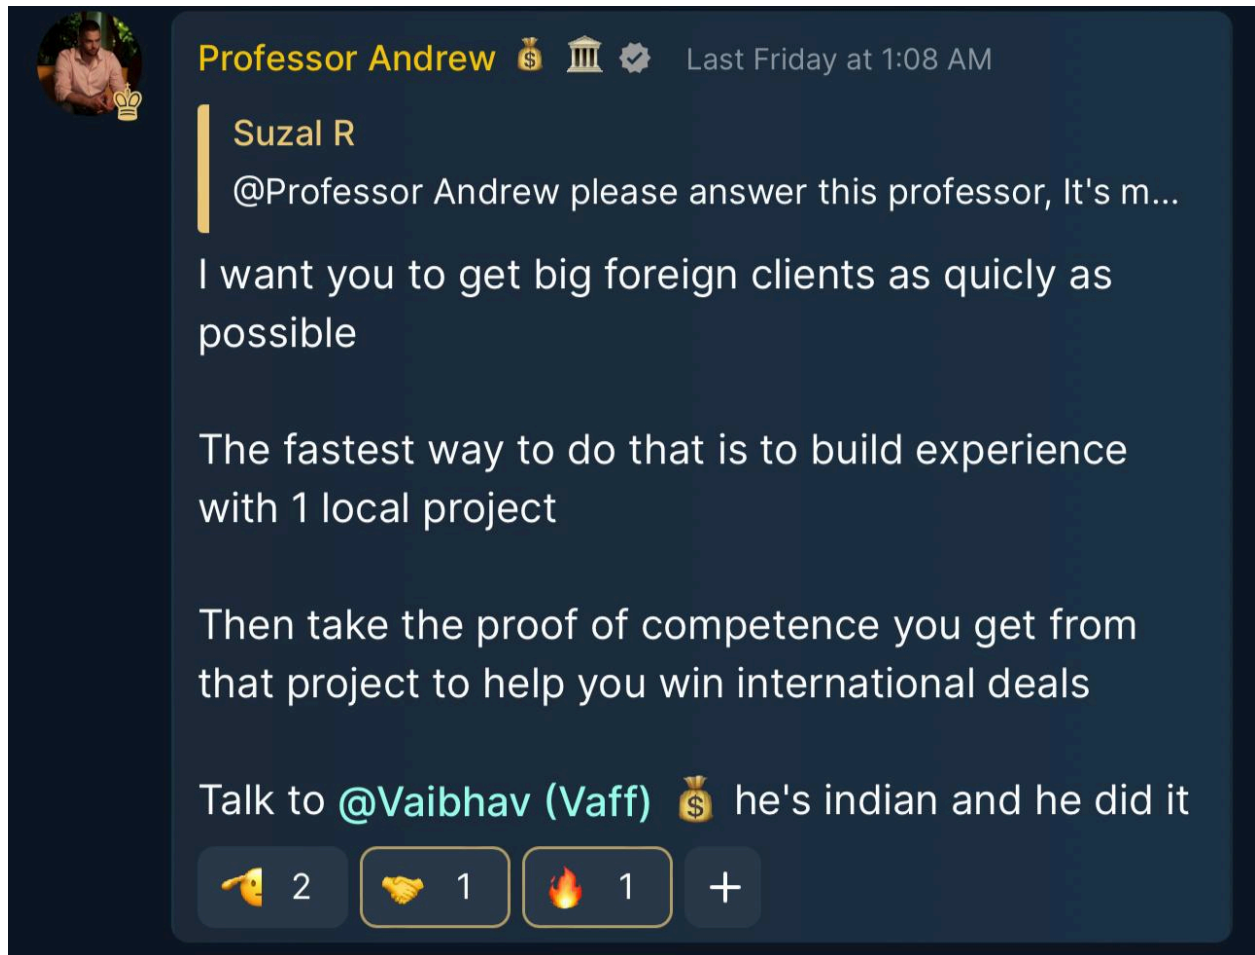 Professor Andrew 💰 🏛️ Last Friday at 1:08 AM
Suzal R
@Professor Andrew please answer this professor, It's m...
I want you to get big foreign clients as quicly as
possible
The fastest way to do that is to build experience
with 1 local project
Then take the proof of competence you get from
that project to help you win international deals
Talk to @Vaibhav (Vaff) 💰 he's indian and he did it
2 1 1 +